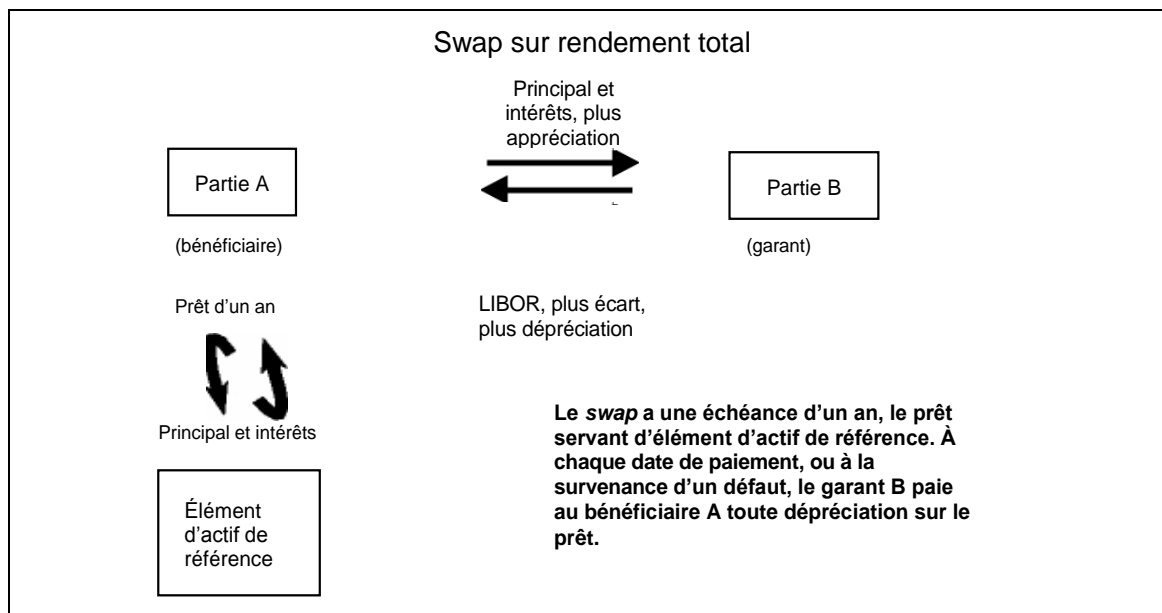 Swap sur rendement total
Principal et
intérêts, plus
appréciation
Partie A
Partie B
(bénéficiaire)
(garant)
Prêt d'un an
LIBOR, plus écart,
plus dépréciation
Principal et intérêts
Le swap a une échéance d'un an, le prêt
servant d'élément d'actif de référence. À
chaque date de paiement, ou à la
survenance d'un défaut, le garant B paie
au bénéficiaire A toute dépréciation sur le
prêt.
Élément
d'actif de
référence